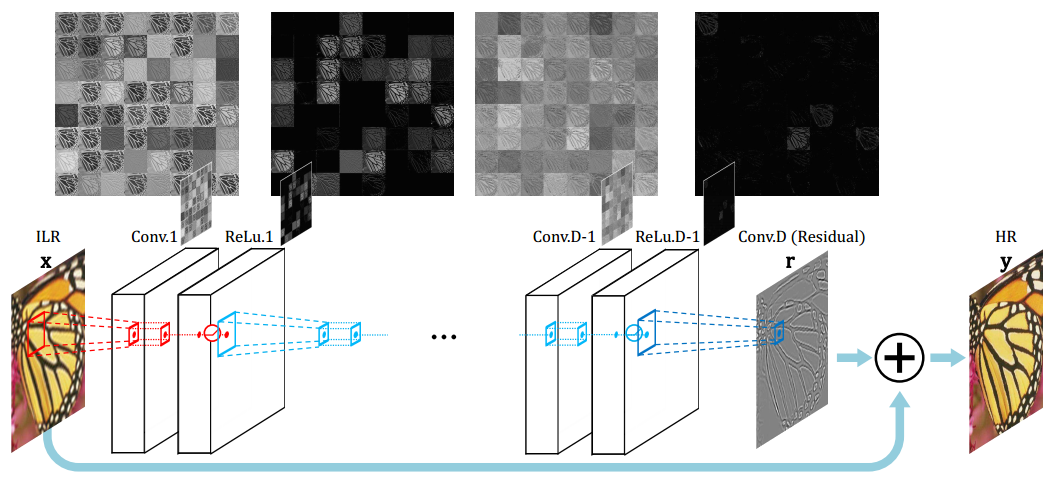 ILR
x
Conv.1
ReLu.1
...
Conv.D-1
ReLu.D-1
Conv.D (Residual)
r
HR
y